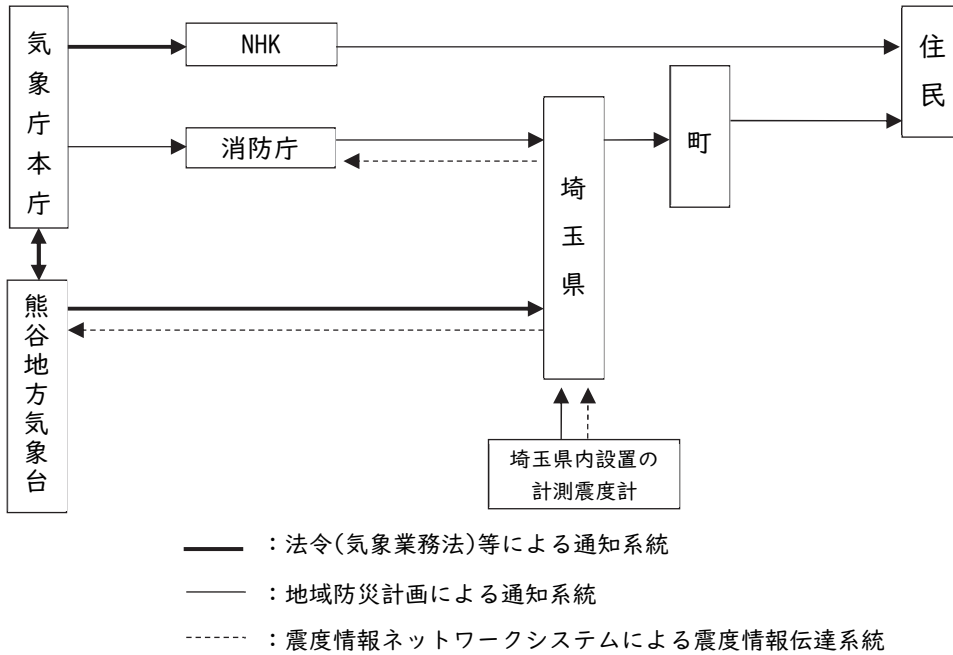 気象庁本庁
NHK
住民
消防庁
町
埼玉県
熊谷地方気象台
埼玉県内設置の
計測震度計
：法令(気象業務法)等による通知系統
：地域防災計画による通知系統
：震度情報ネットワークシステムによる震度情報伝達系統